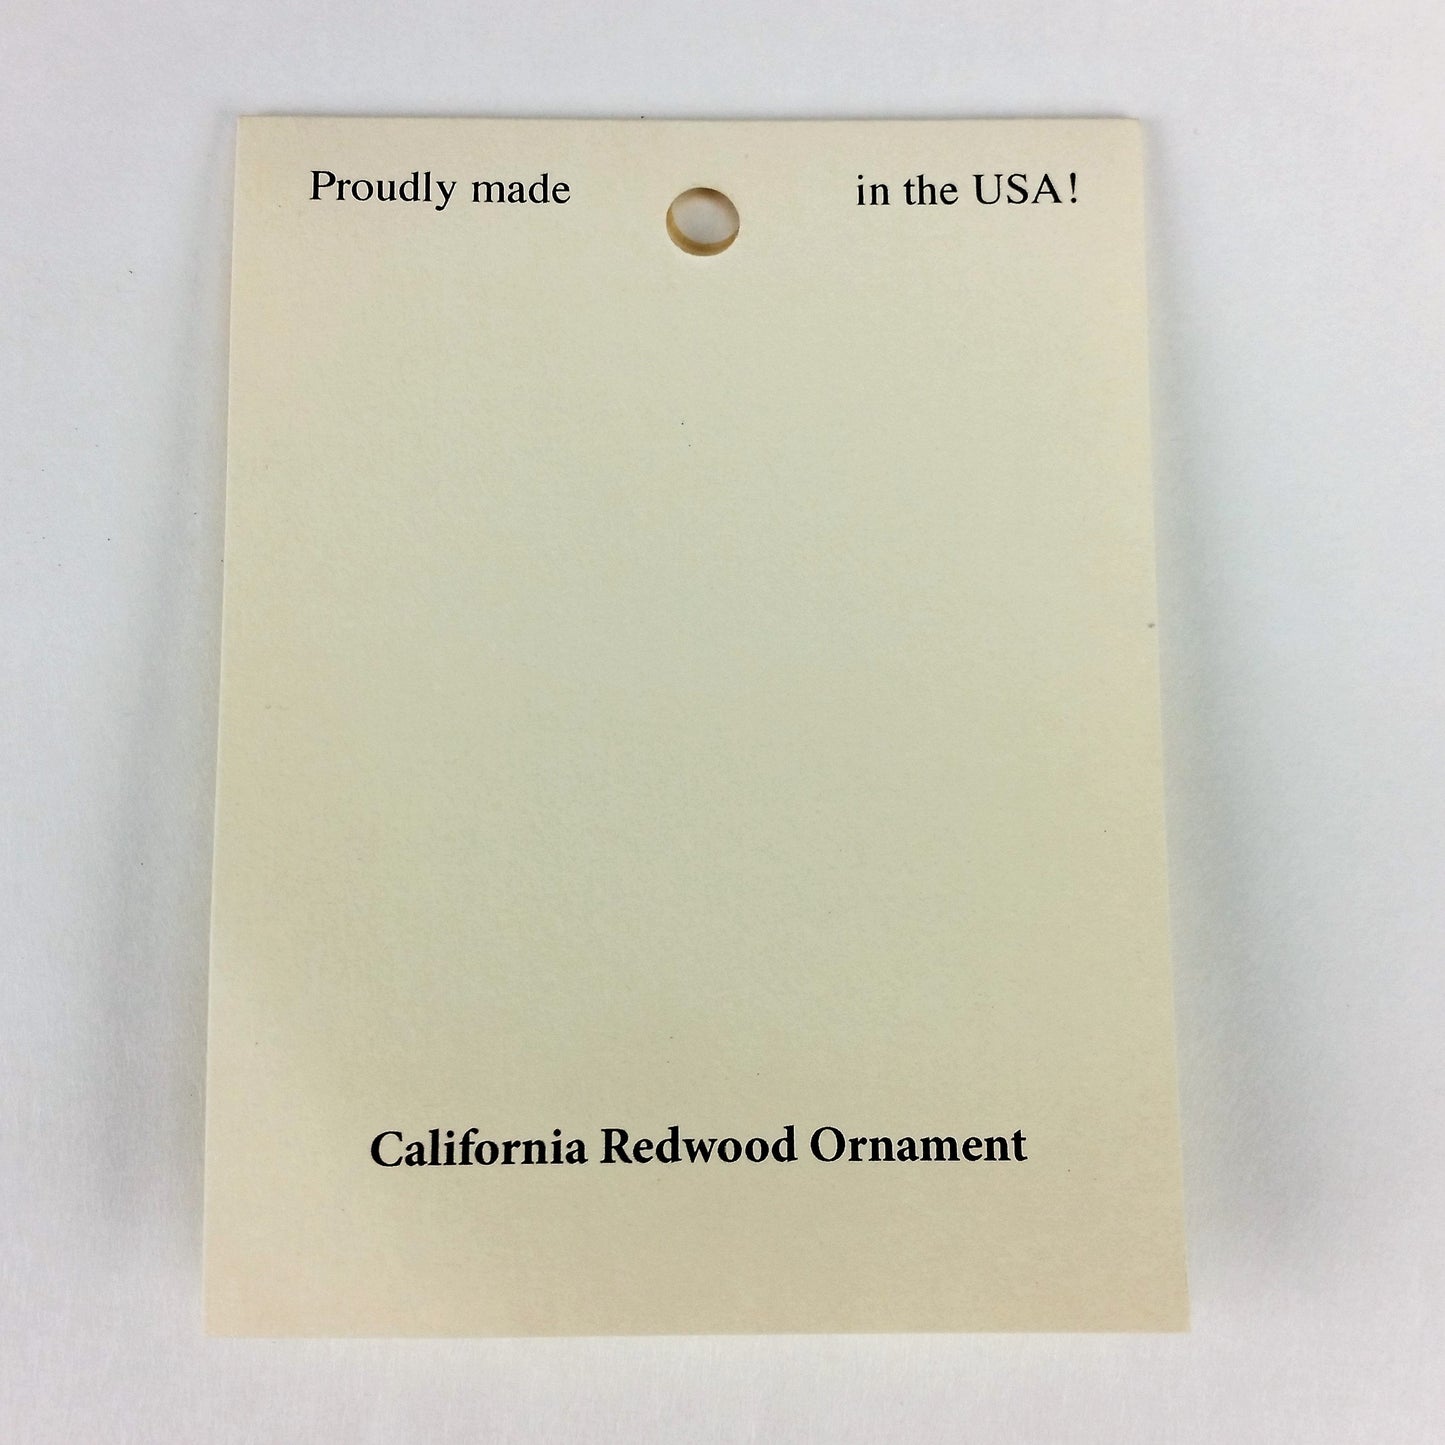 Proudly made in the USA!
California Redwood Ornament